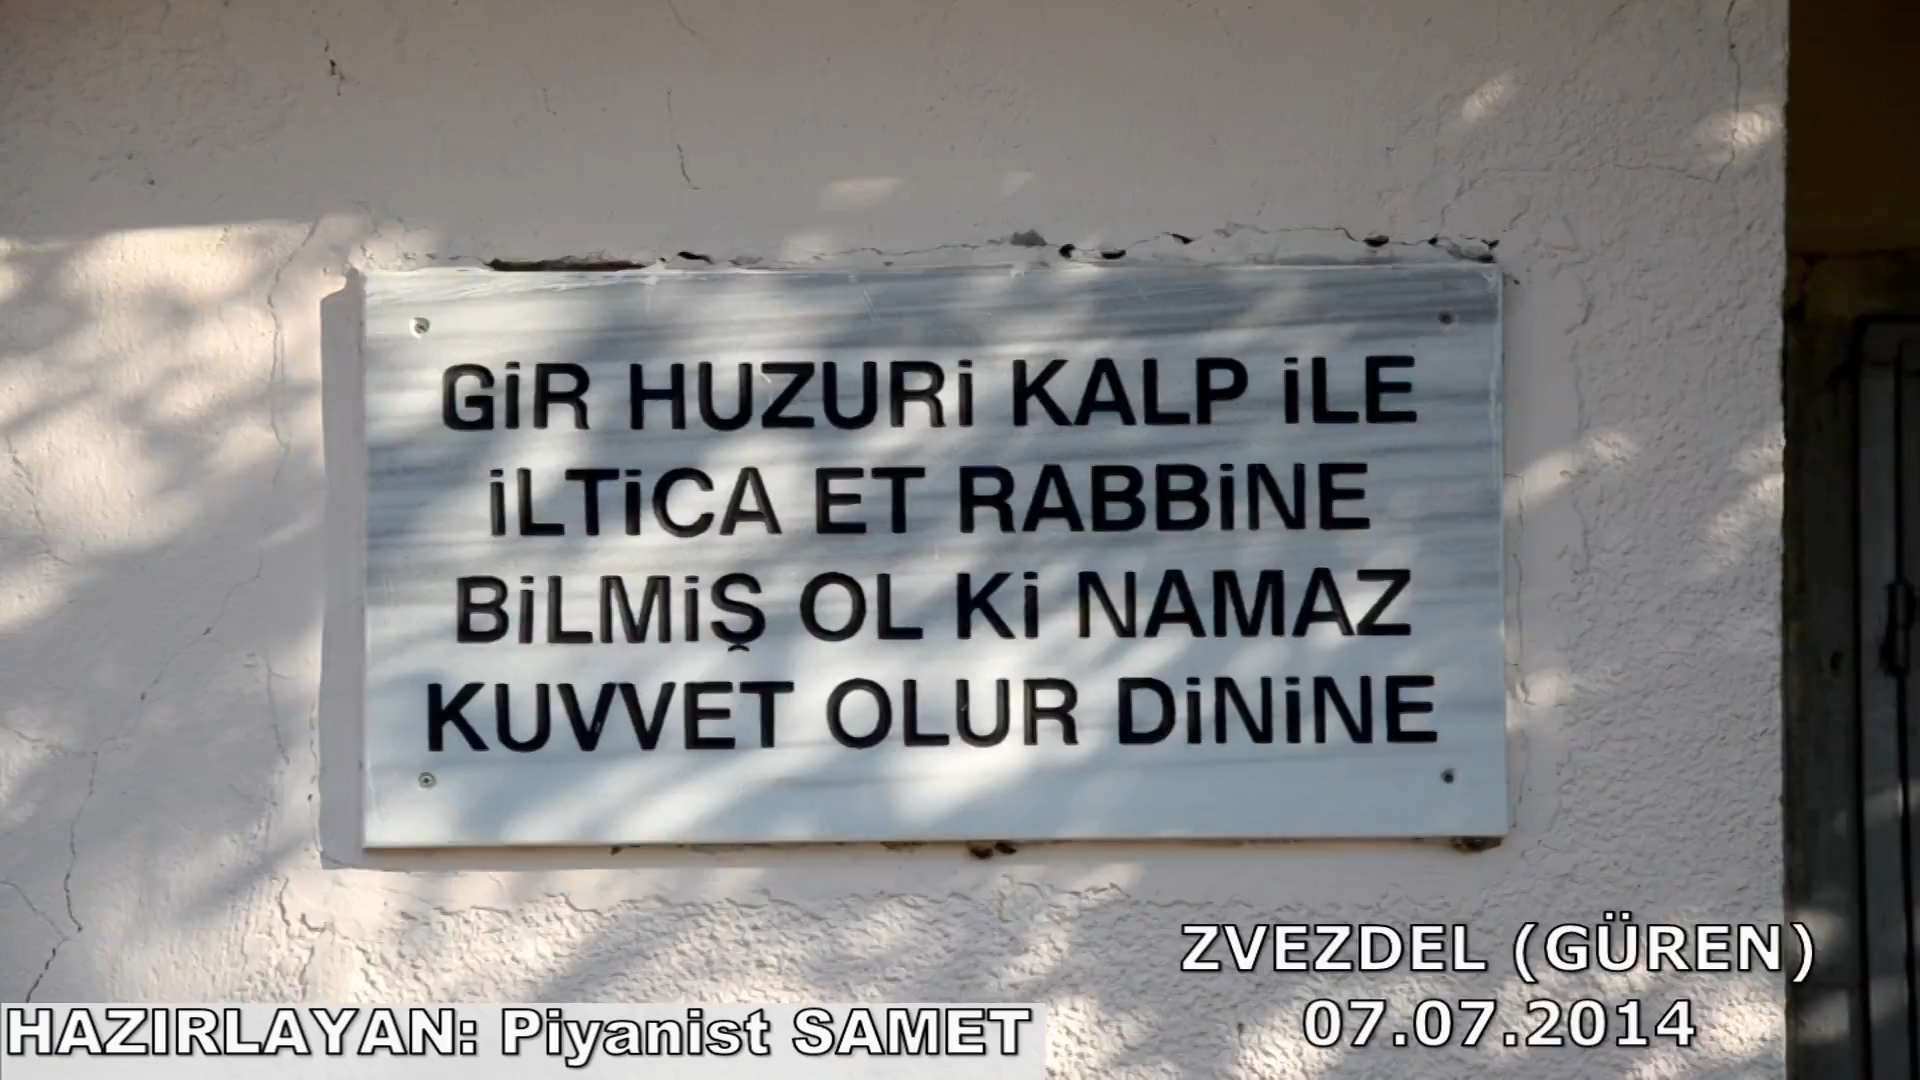 GİR HUZURİ KALP İLE
İLTİCA ET RABBİNE
BİLMİŞ OL Kİ NAMAZ
KUVVET OLUR DİNİNE
ZVEZDEL (GÜREN)
07.07.2014
HAZIRLAYAN: Piyanist SAMET